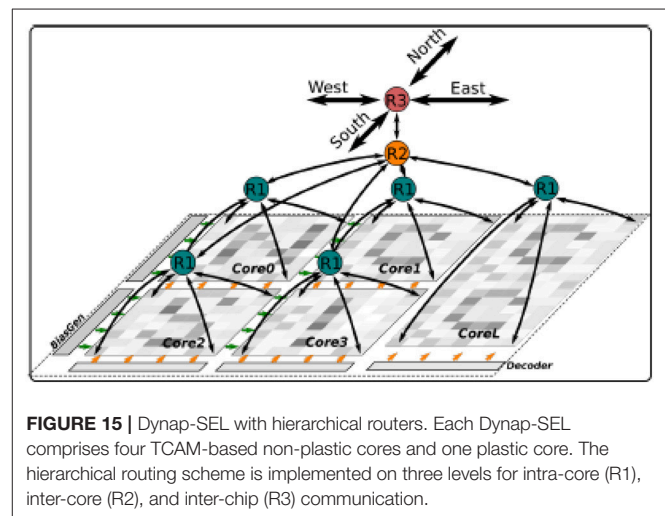 North
West
East
R3
South
R2
R1
R1
R1
Core0
Core1
R1
R1
BiasGen
Core2
Core3
CoreL
Decoder
FIGURE 15 | Dynap-SEL with hierarchical routers. Each Dynap-SEL
comprises four TCAM-based non-plastic cores and one plastic core. The
hierarchical routing scheme is implemented on three levels for intra-core (R1),
inter-core (R2), and inter-chip (R3) communication.